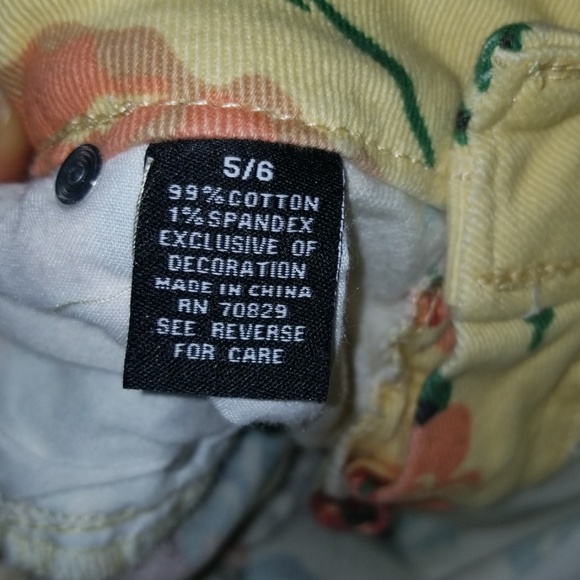 5/6
99%COTTON
1%SPANDEX
EXCLUSIVE OF
DECORATION
MADE IN CHINA
RN 70829
SEE REVERSE
FOR CARE